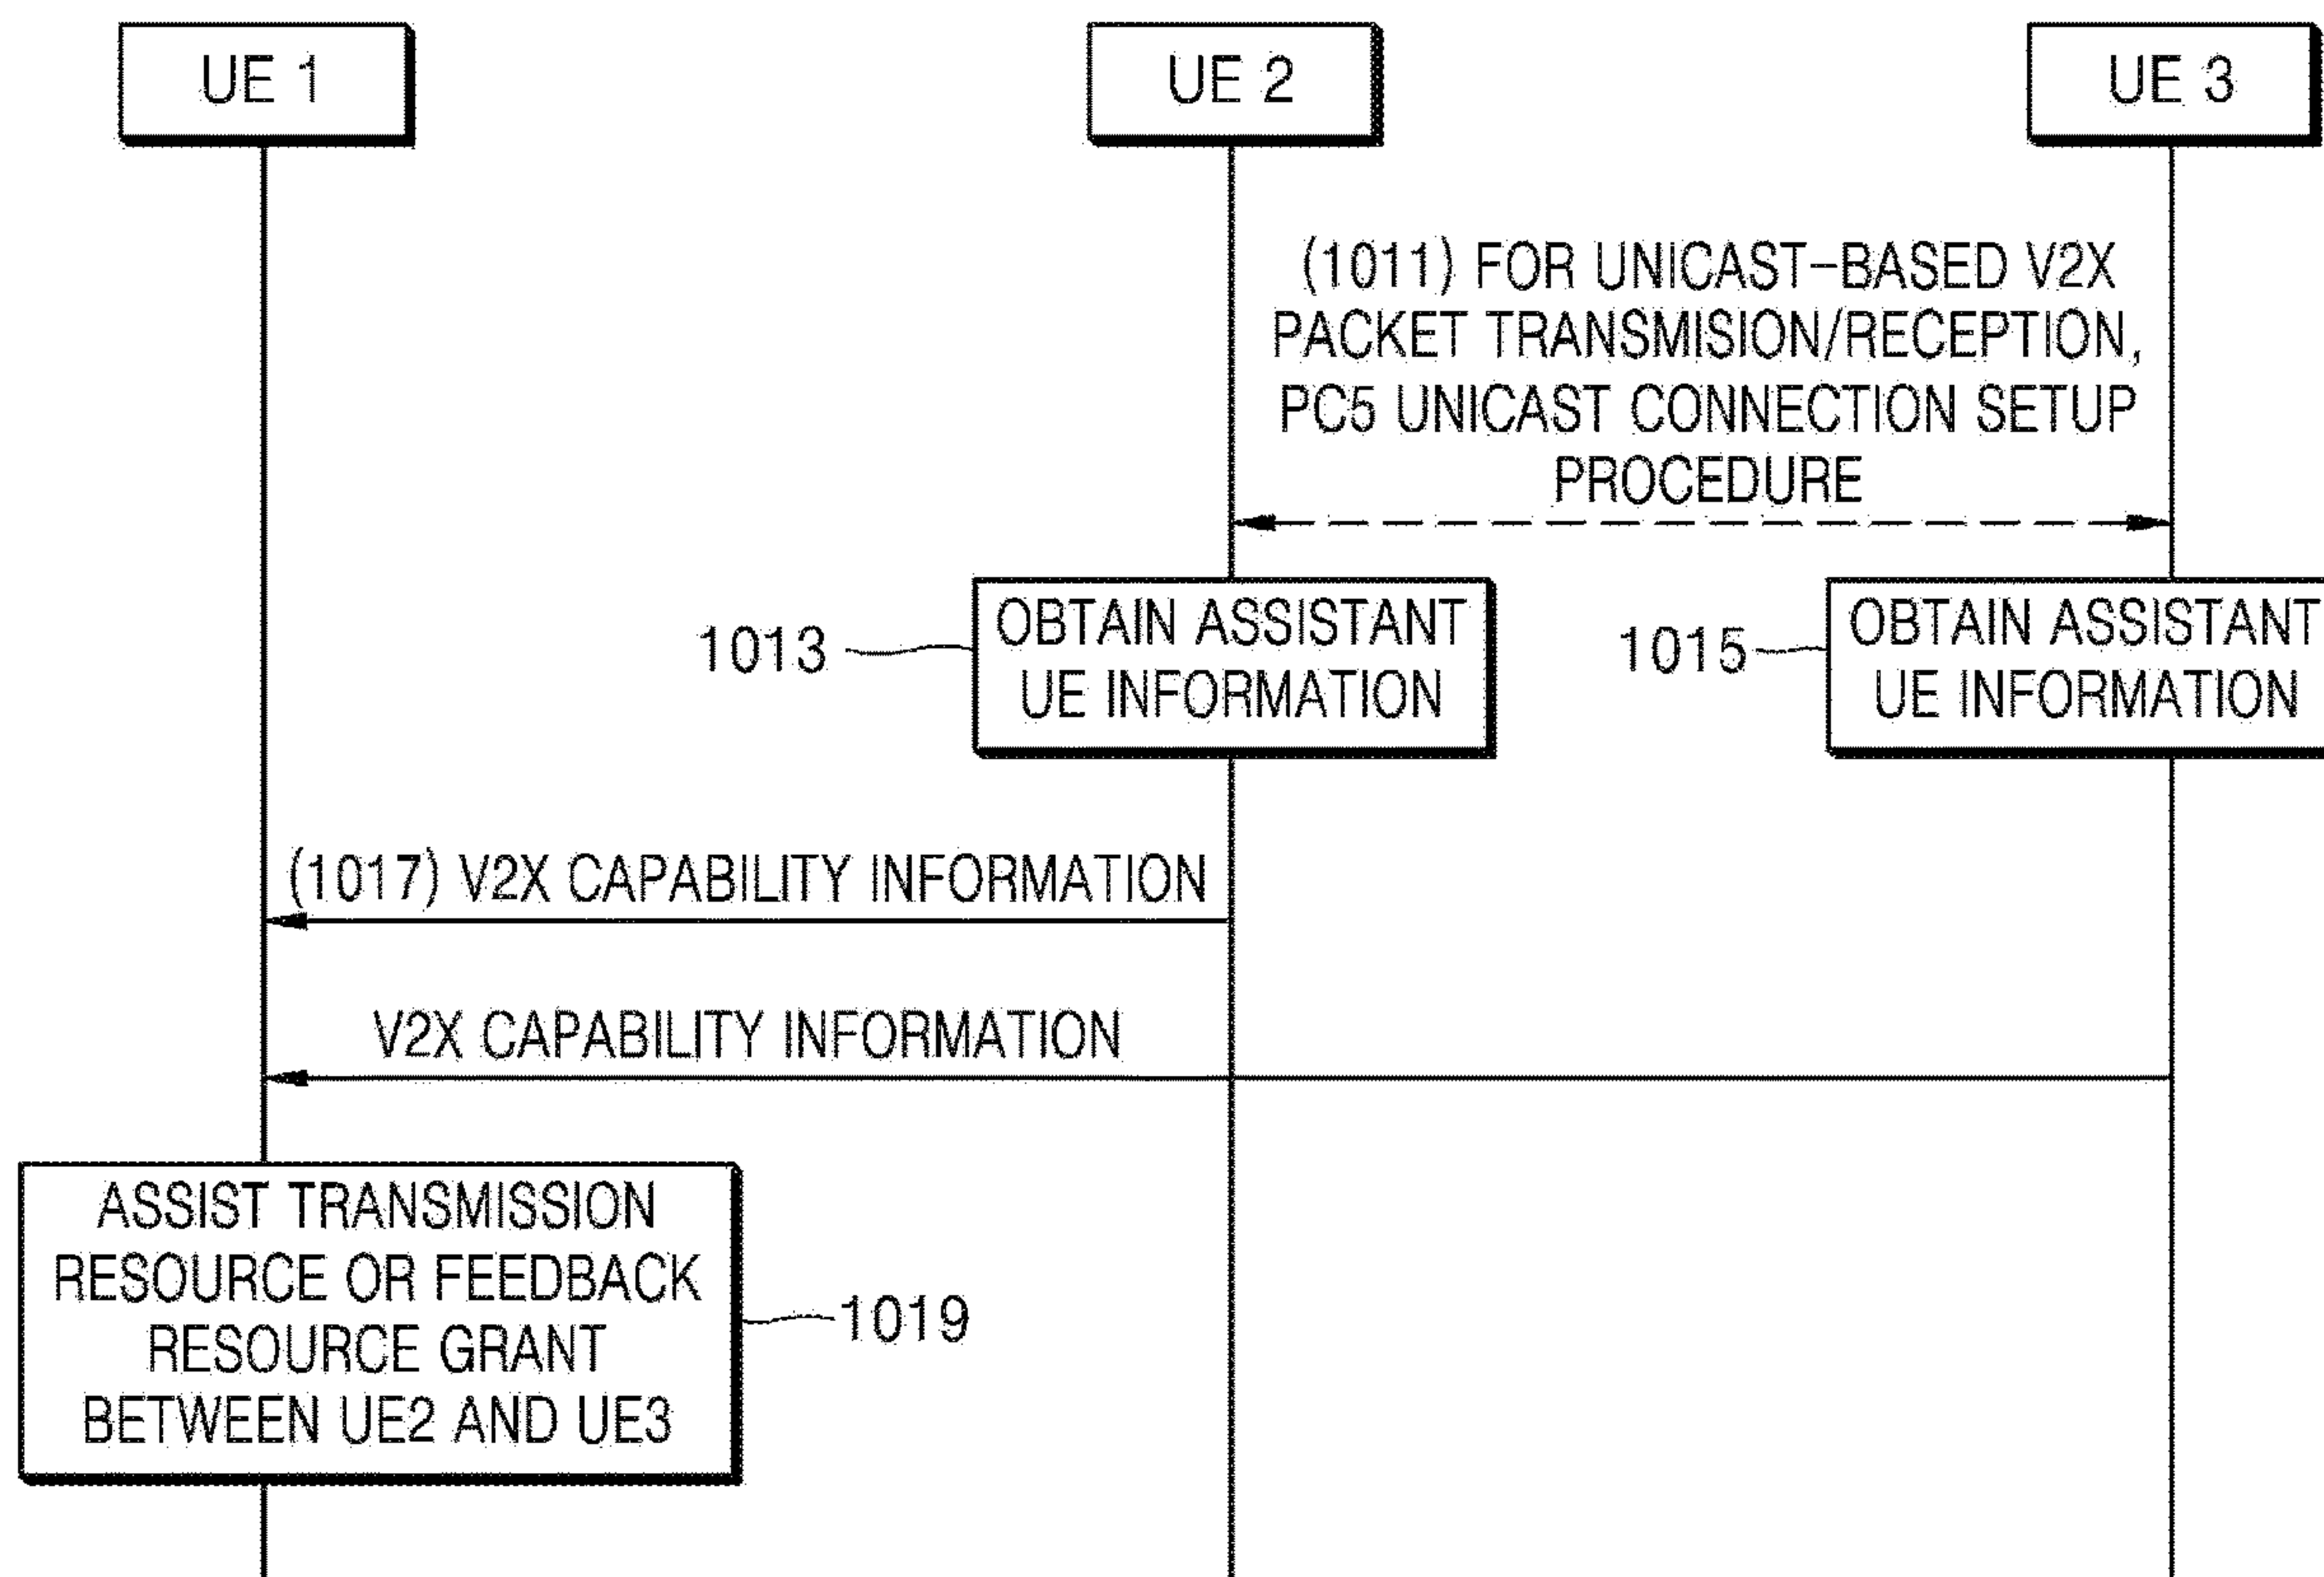 UE 1
UE 2
UE 3
(1011) FOR UNICAST-BASED V2X
PACKET TRANSMISION/RECEPTION,
PC5 UNICAST CONNECTION SETUP
PROCEDURE
1013
OBTAIN ASSISTANT
UE INFORMATION
1015
OBTAIN ASSISTANT
UE INFORMATION
(1017) V2X CAPABILITY INFORMATION
V2X CAPABILITY INFORMATION
ASSIST TRANSMISSION
RESOURCE OR FEEDBACK
RESOURCE GRANT
BETWEEN UE2 AND UE3
1019